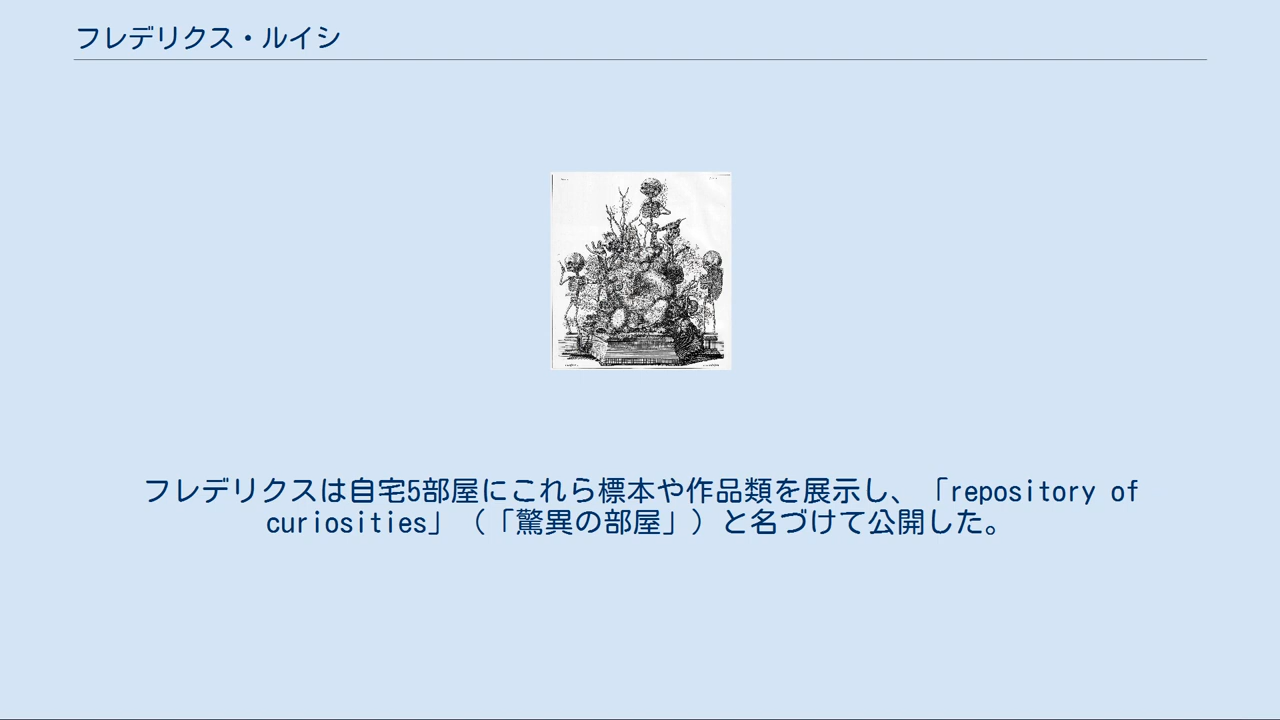 フレデリクス・ルイシ
フレデリクスは自宅5部屋にこれら標本や作品類を展示し、「repository of
curiosities」（「驚異の部屋」）と名づけて公開した。